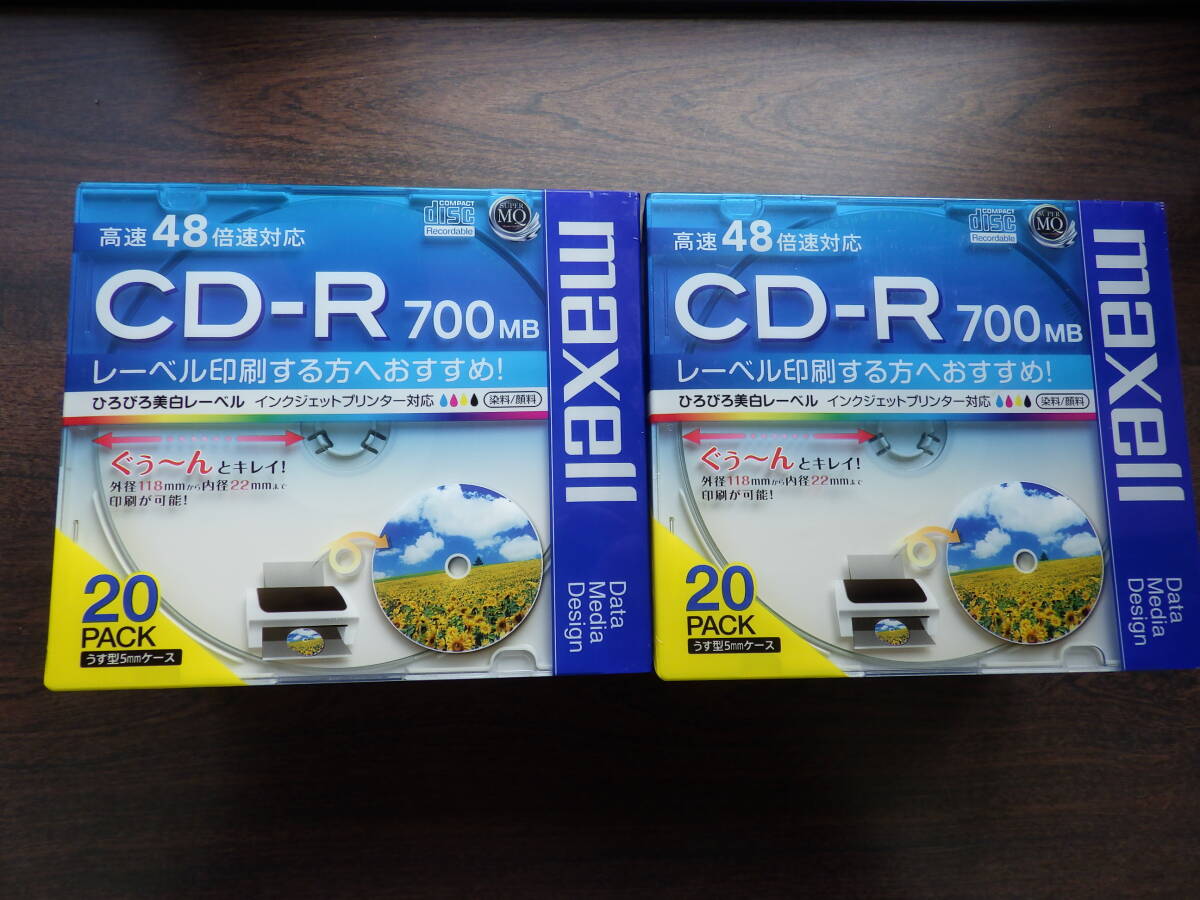 高速48倍速対応
COMPACT
disc
Recordable
SUPER
MQ
CD-R 700MB
レーベル印刷する方へおすすめ!
ひろびろ美白レーベル インクジェットプリンター対応 染料/顔料
ぐぅ〜んとキレイ!
外径118mmから内径22mmまで
印刷が可能!
20
PACK
うす型5mmケース
maxell
Data
Media
Design
高速48倍速対応
COMPACT
disc
Recordable
SUPER
MQ
CD-R 700MB
レーベル印刷する方へおすすめ!
ひろびろ美白レーベル インクジェットプリンター対応 染料/顔料
ぐぅ〜んとキレイ!
外径118mmから内径22mmまで
印刷が可能!
20
PACK
うす型5mmケース
maxell
Data
Media
Design